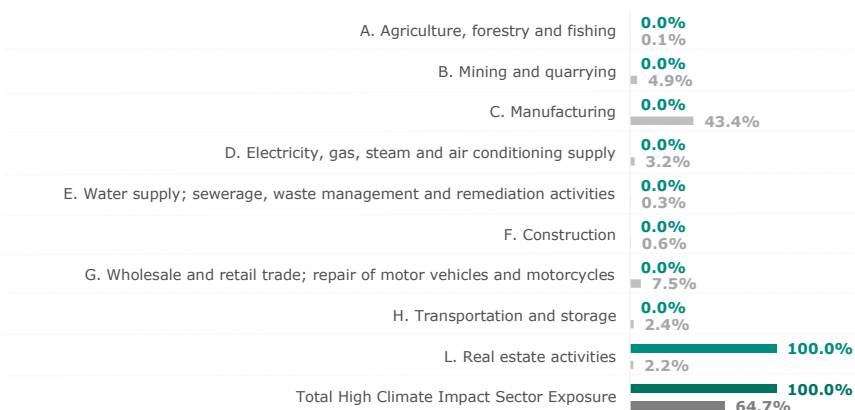 A. Agriculture, forestry and fishing
0.0%
0.1%
B. Mining and quarrying
0.0%
4.9%
C. Manufacturing
0.0%
43.4%
D. Electricity, gas, steam and air conditioning supply
0.0%
3.2%
E. Water supply; sewerage, waste management and remediation activities
0.0%
0.3%
F. Construction
0.0%
0.6%
G. Wholesale and retail trade; repair of motor vehicles and motorcycles
0.0%
7.5%
H. Transportation and storage
0.0%
2.4%
L. Real estate activities
100.0%
2.2%
Total High Climate Impact Sector Exposure
100.0%
64.7%